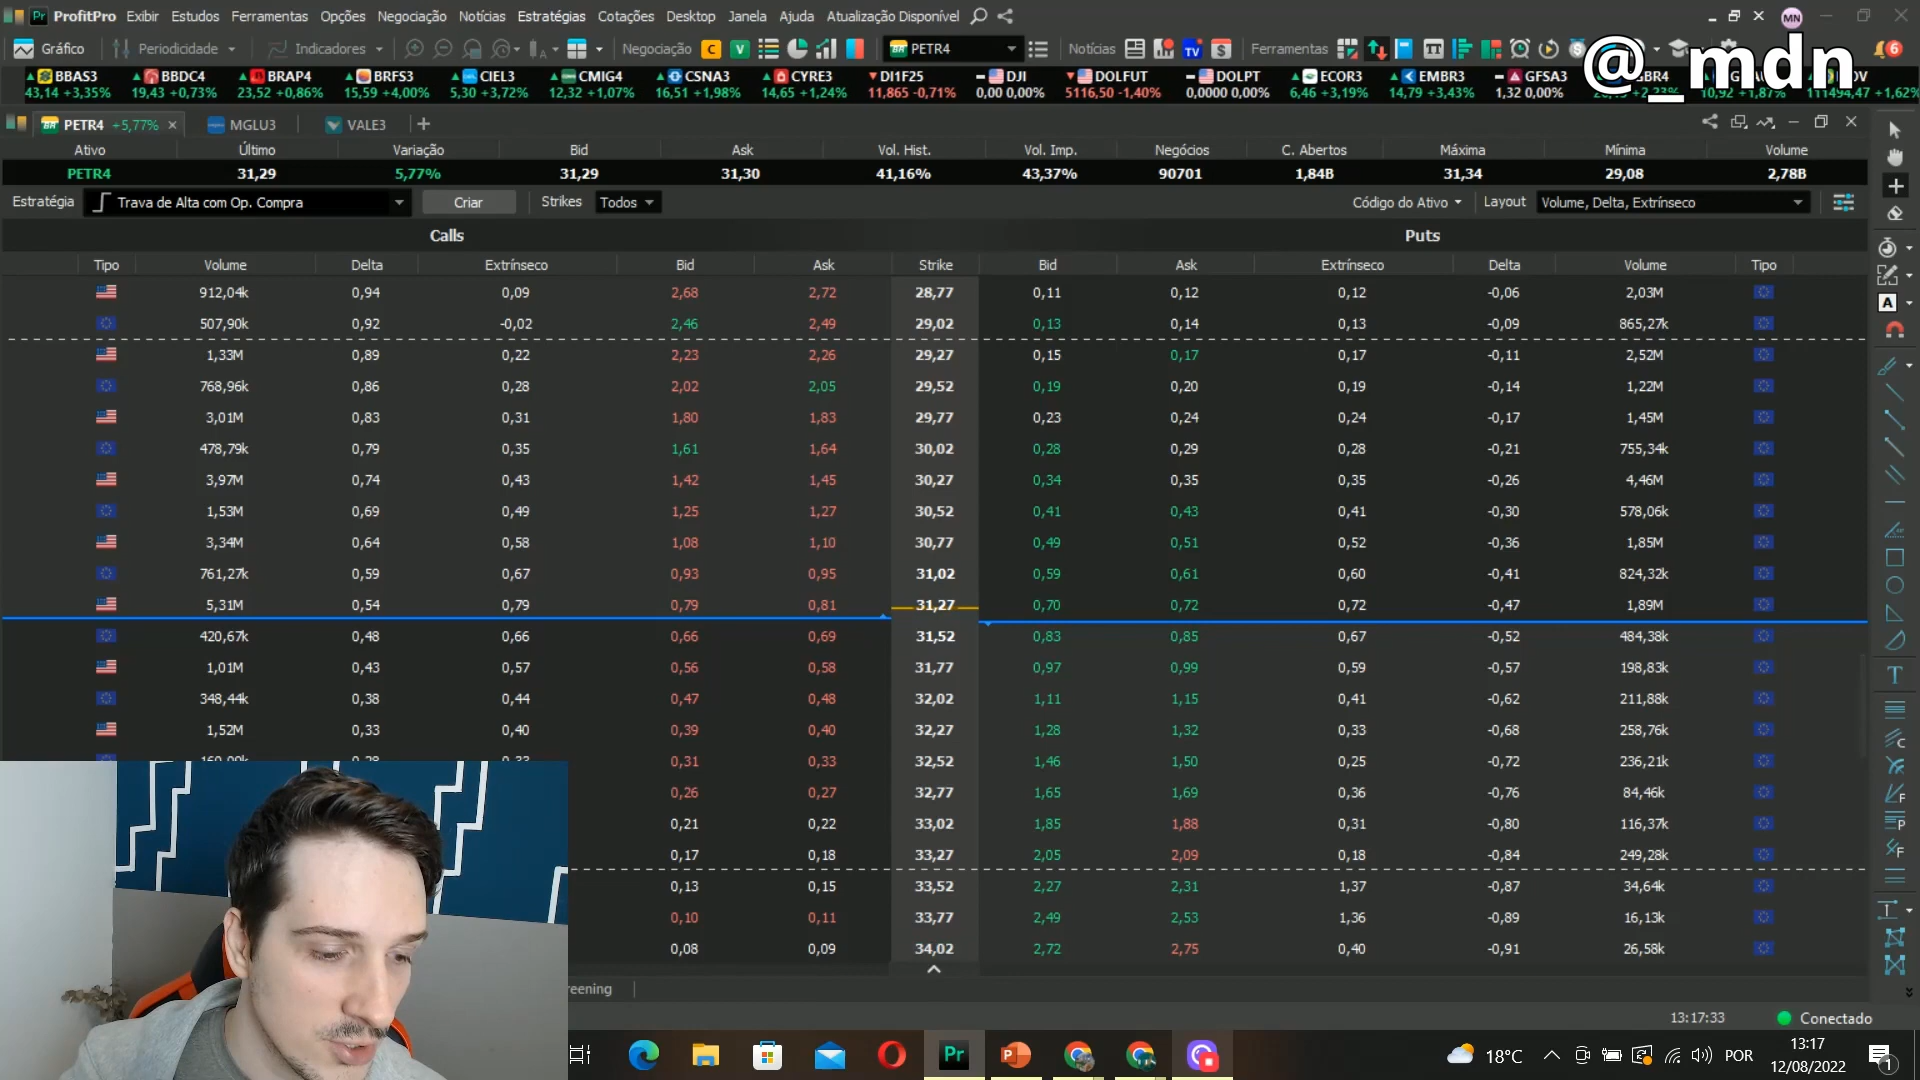 ProfitPro Exibir Estudos Ferramentas Opções Negociação Notícias Estratégias Cotações Desktop Janela Ajuda Atualização Disponível MN
Gráfico Periodicidade Indicadores Negociação C V PETR4 Notícias Ferramentas 6
@_mdn
BBAS3 BBDC4 BRAP4 BRFS3 CIEL3 CMIG4 CSNA3 CYRE3 DI1F25 DJI DOLFUT DOLPT ECOR3 EMBR3 GFSA3
43,14 +3,35% 19,43 +0,73% 23,52 +0,86% 15,59 +4,00% 5,30 +3,72% 12,32 +1,07% 16,51 +1,98% 14,65 +1,24% 11,865 -0,71% 0,00 0,00% 5116,50 -1,40% 0,0000 0,00% 6,46 +3,19% 14,79 +3,43% 1,32 0,00%
PETR4 +5,77% MGLU3 VALE3
Ativo Último Variação Bid Ask Vol. Hist. Vol. Imp. Negócios C. Abertos Máxima Mínima Volume
PETR4 31,29 5,77% 31,29 31,30 41,16% 43,37% 90701 1,84B 31,34 29,08 2,78B
Estratégia Trava de Alta com Op. Compra Criar Strikes Todos Código do Ativo Layout Volume, Delta, Extrínseco
Calls Puts
Tipo Volume Delta Extrínseco Bid Ask Strike Bid Ask Extrínseco Delta Volume Tipo
912,04k 0,94 0,09 2,68 2,72 28,77 0,11 0,12 0,12 -0,06 2,03M
507,90k 0,92 -0,02 2,46 2,49 29,02 0,13 0,14 0,13 -0,09 865,27k
1,33M 0,89 0,22 2,23 2,26 29,27 0,15 0,17 0,17 -0,11 2,52M
768,96k 0,86 0,28 2,02 2,05 29,52 0,19 0,20 0,19 -0,14 1,22M
3,01M 0,83 0,31 1,80 1,83 29,77 0,23 0,24 0,24 -0,17 1,45M
478,79k 0,79 0,35 1,61 1,64 30,02 0,28 0,29 0,28 -0,21 755,34k
3,97M 0,74 0,43 1,42 1,45 30,27 0,34 0,35 0,35 -0,26 4,46M
1,53M 0,69 0,49 1,25 1,27 30,52 0,41 0,43 0,41 -0,30 578,06k
3,34M 0,64 0,58 1,08 1,10 30,77 0,49 0,51 0,52 -0,36 1,85M
761,27k 0,59 0,67 0,93 0,95 31,02 0,59 0,61 0,60 -0,41 824,32k
5,31M 0,54 0,79 0,79 0,81 31,27 0,70 0,72 0,72 -0,47 1,89M
420,67k 0,48 0,66 0,66 0,69 31,52 0,83 0,85 0,67 -0,52 484,38k
1,01M 0,43 0,57 0,56 0,58 31,77 0,97 0,99 0,59 -0,57 198,83k
348,44k 0,38 0,44 0,47 0,48 32,02 1,11 1,15 0,41 -0,62 211,88k
1,52M 0,33 0,40 0,39 0,40 32,27 1,28 1,32 0,33 -0,68 258,76k
0,31 0,33 32,52 1,46 1,50 0,25 -0,72 236,21k
0,26 0,27 32,77 1,65 1,69 0,36 -0,76 84,46k
0,21 0,22 33,02 1,85 1,88 0,31 -0,80 116,37k
0,17 0,18 33,27 2,05 2,09 0,18 -0,84 249,28k
0,13 0,15 33,52 2,27 2,31 1,37 -0,87 34,64k
0,10 0,11 33,77 2,49 2,53 1,36 -0,89 16,13k
0,08 0,09 34,02 2,72 2,75 0,40 -0,91 26,58k
reening
13:17:33 Conectado
Pr 18°C POR 13:17
12/08/2022 1